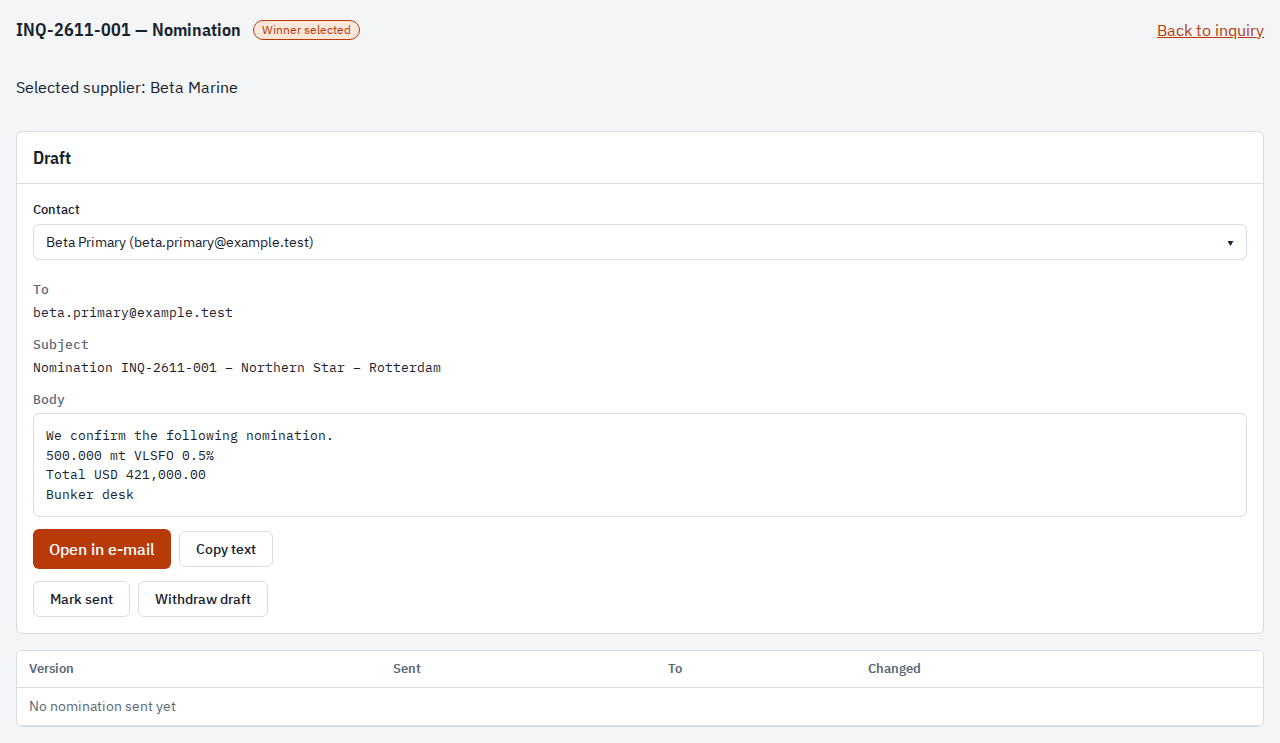 INQ-2611-001 — Nomination
Winner selected
Back to inquiry
Selected supplier: Beta Marine
Draft
Contact
Beta Primary (beta.primary@example.test)
To
beta.primary@example.test
Subject
Nomination INQ-2611-001 – Northern Star – Rotterdam
Body
We confirm the following nomination.
500.000 mt VLSFO 0.5%
Total USD 421,000.00
Bunker desk
Open in e-mail
Copy text
Mark sent
Withdraw draft
Version Sent To Changed
No nomination sent yet